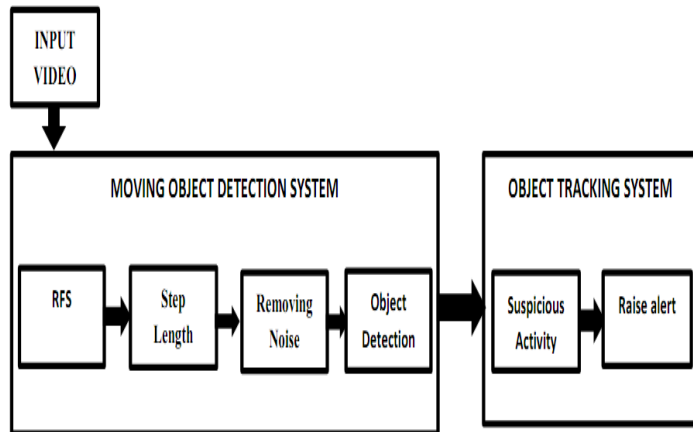 INPUT
VIDEO
MOVING OBJECT DETECTION SYSTEM
OBJECT TRACKING SYSTEM
RFS
Step
Length
Removing
Noise
Object
Detection
Suspicious
Activity
Raise alert